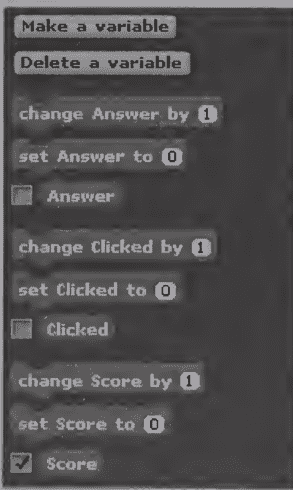 Make a variable
Delete a variable
change Answer by 1
set Answer to 0
Answer
change Clicked by 1
set Clicked to 0
Clicked
change Score by 1
set Score to 0
Score